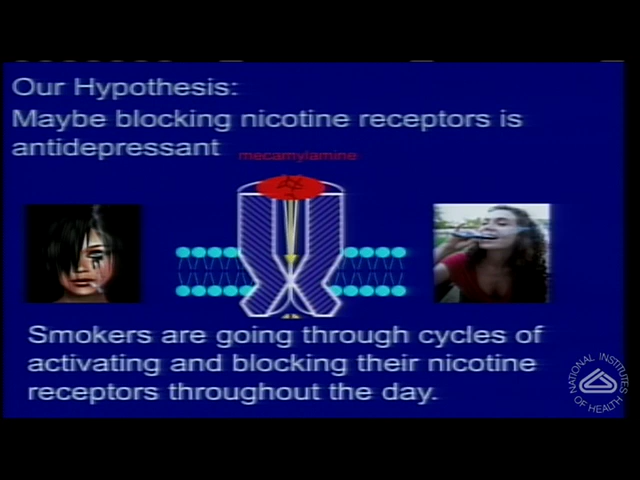 Our Hypothesis:
Maybe blocking nicotine receptors is
antidepressant
mecamylamine
Smokers are going through cycles of
activating and blocking their nicotine
receptors throughout the day.
NATIONAL INSTITUTES
OF HEALTH